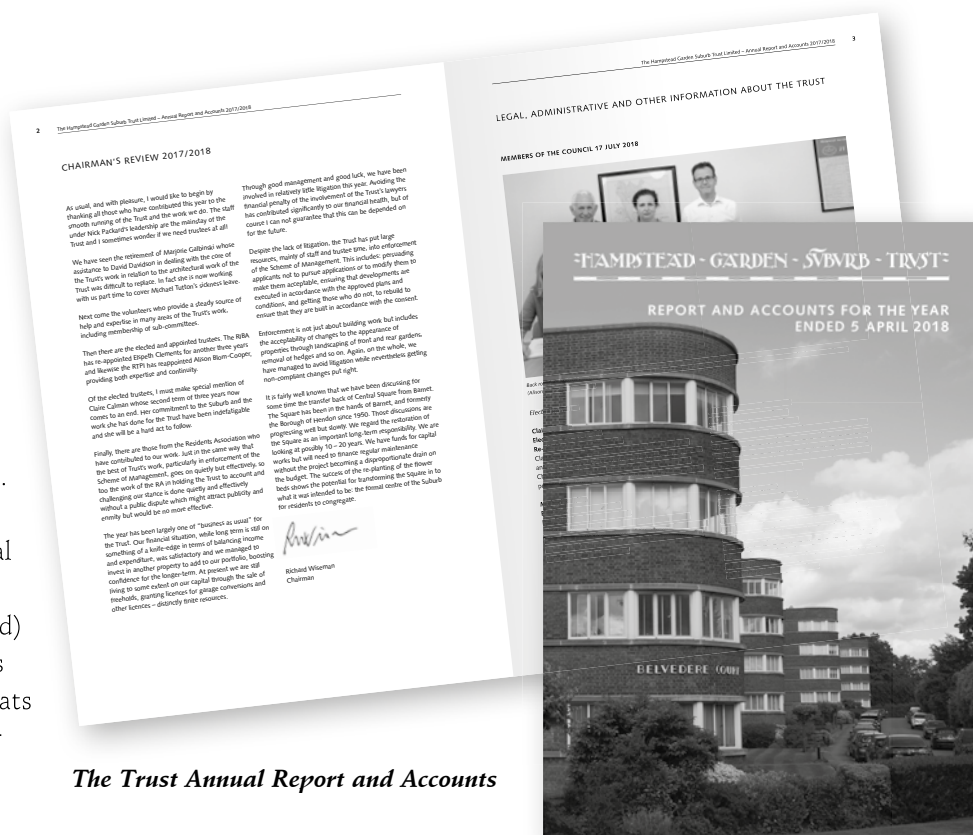 2 The Hampstead Garden Suburb Trust Limited – Annual Report and Accounts 2017/2018
CHAIRMAN'S REVIEW 2017/2018
As usual, and with pleasure, I would like to begin by
thanking all those who have contributed this year to the
smooth running of the Trust and the work we do. The staff
under Nick Packard's leadership are the mainday of the
Trust and I sometimes wonder if we need trustees at all!
We have seen the retirement of Marjorie Galbinski whose
assistance to David Davidson in dealing with the core of
the Trust's work in relation to the architectural work of the
Trust was difficult to replace. In fact she is now working
with us part time to cover Michael Tutton's sickness leave.
Next come the volunteers who provide a steady source of
help and expertise in many areas of the Trust's work,
including membership of sub-committees.
Then there are the elected and appointed trustees. The RIBA
has re-appointed Elspeth Clements for another three years
and likewise the RTPI has reappointed Alison Blom-Cooper,
providing both expertise and continuity.
Of the elected trustees, I must make special mention of
Claire Calman whose second term of three years now
comes to an end. Her commitment to the Suburb and the
work she has done for the Trust have been indefatigable
and she will be a hard act to follow.
Finally, there are those from the Residents Association who
have contributed to our work. Just in the same way that
the best of Trust's work, particularly in enforcement of the
Scheme of Management, goes on quietly but effectively, so
too the work of the RA in holding the Trust to account and
challenging our stance is done quietly and effectively
without a public dispute which might attract publicity and
enmity but would be no more effective.
The year has been largely one of "business as usual" for
the Trust. Our financial situation, while long term is still on
something of a knife-edge in terms of balancing income
and expenditure, was satisfactory and we managed to
invest in another property to add to our portfolio, boosting
confidence for the longer-term. At present we are still
living to some extent on our capital through the sale of
freeholds, granting licences for garage conversions and
other licences – distinctly finite resources.
Through good management and good luck, we have been
involved in relatively little litigation this year. Avoiding the
financial penalty of the involvement of the Trust's lawyers
has contributed significantly to our financial health, but of
course I can not guarantee that this can be depended on
for the future.
Despite the lack of litigation, the Trust has put large
resources, mainly of staff and trustee time, into enforcement
of the Scheme of Management. This includes: persuading
applicants not to pursue applications or to modify them to
make them acceptable, ensuring that developments are
executed in accordance with the approved plans and
conditions, and getting those who do not, to rebuild to
ensure that they are built in accordance with the consent.
Enforcement is not just about building work but includes
the acceptability of changes to the appearance of
properties through landscaping of front and rear gardens,
removal of hedges and so on. Again, on the whole, we
have managed to avoid litigation while nevertheless getting
non-compliant changes put right.
It is fairly well known that we have been discussing for
some time the transfer back of Central Square from Barnet.
The Square has been in the hands of Barnet, and formerly
the Borough of Hendon since 1950. Those discussions are
progressing well but slowly. We regard the restoration of
the Square as an important long-term responsibility. We are
looking at possibly 10 – 20 years. We have funds for capital
works but will need to finance regular maintenance
without the project becoming a disproportionate drain on
the budget. The success of the re-planting of the flower
beds shows the potential for transforming the Square in to
what it was intended to be: the formal centre of the Suburb
for residents to congregate.
Richard Wiseman
Chairman
The Hampstead Garden Suburb Trust Limited – Annual Report and Accounts 2017/2018 3
LEGAL, ADMINISTRATIVE AND OTHER INFORMATION ABOUT THE TRUST
MEMBERS OF THE COUNCIL 17 JULY 2018
HAMPSTEAD - GARDEN - SVBVRB - TRVST
REPORT AND ACCOUNTS FOR THE YEAR
ENDED 5 APRIL 2018
BELVEDERE COURT
al
d)
s
ats
The Trust Annual Report and Accounts